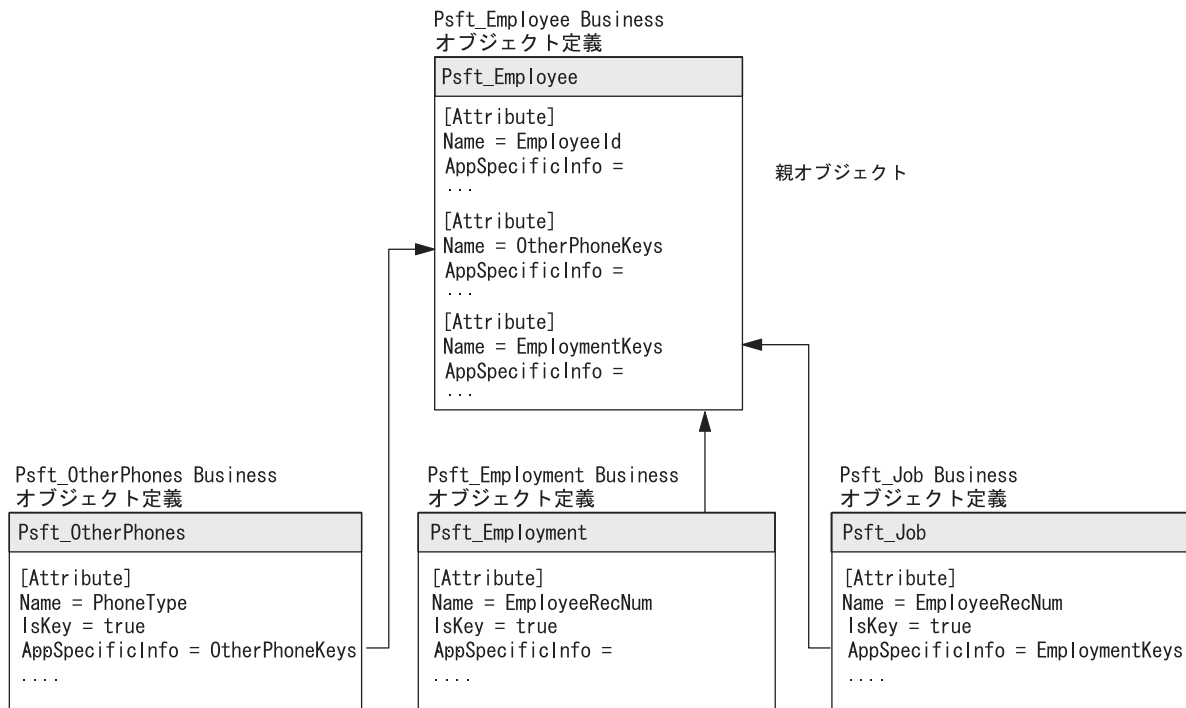 Psft_Employee Business
オブジェクト定義
Psft_Employee
[Attribute]
Name = EmployeeId
AppSpecificInfo =
...
[Attribute]
Name = OtherPhoneKeys
AppSpecificInfo =
...
[Attribute]
Name = EmploymentKeys
AppSpecificInfo =
...
親オブジェクト
Psft_OtherPhones Business
オブジェクト定義
Psft_OtherPhones
[Attribute]
Name = PhoneType
IsKey = true
AppSpecificInfo = OtherPhoneKeys
....
Psft_Employment Business
オブジェクト定義
Psft_Employment
[Attribute]
Name = EmployeeRecNum
IsKey = true
AppSpecificInfo =
....
Psft_Job Business
オブジェクト定義
Psft_Job
[Attribute]
Name = EmployeeRecNum
IsKey = true
AppSpecificInfo = EmploymentKeys
....